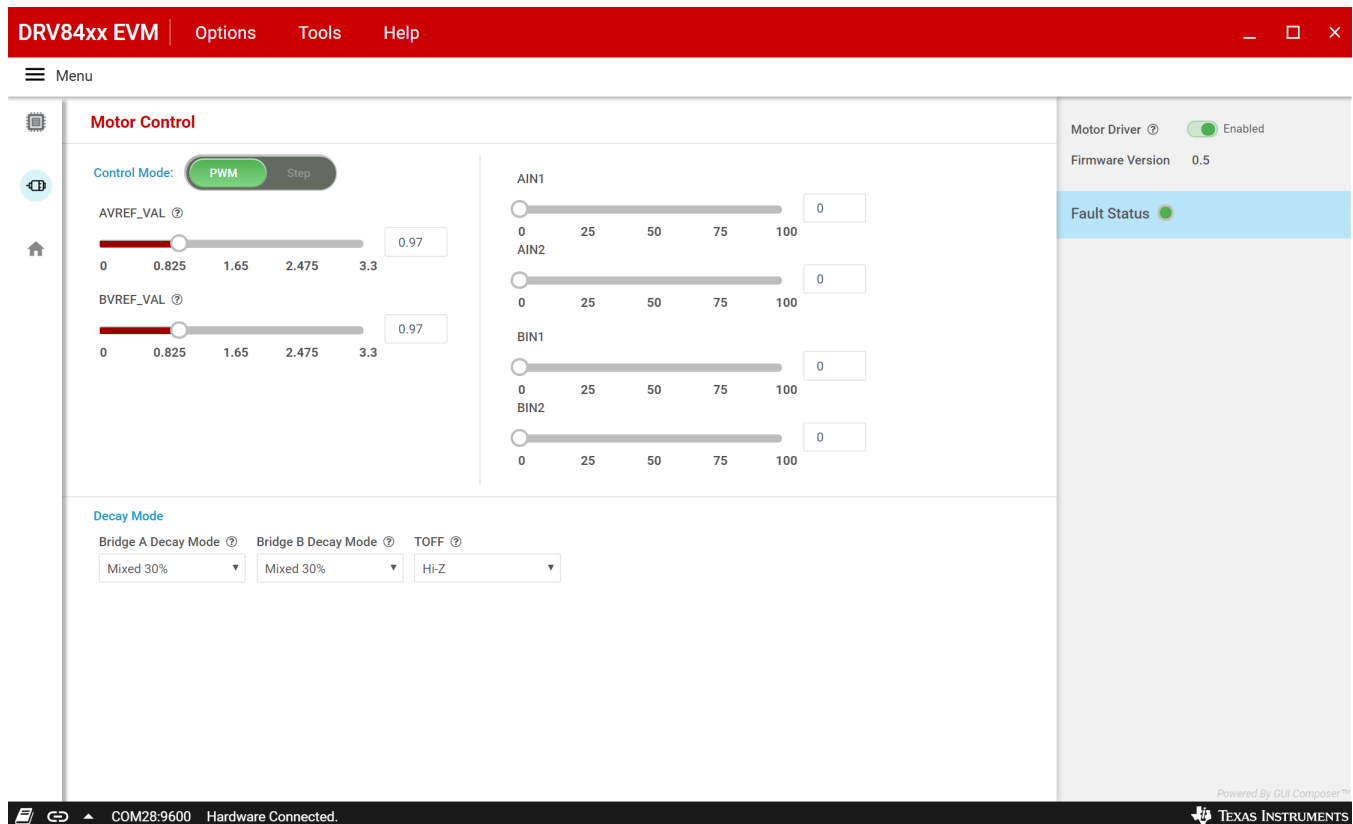 DRV84xx EVM Options Tools Help
Menu
Motor Control
Control Mode: PWM Step
AVREF_VAL
0.97
0 0.825 1.65 2.475 3.3
BVREF_VAL
0.97
0 0.825 1.65 2.475 3.3
AIN1
0
0 25 50 75 100
AIN2
0
0 25 50 75 100
BIN1
0
0 25 50 75 100
BIN2
0
0 25 50 75 100
Decay Mode
Bridge A Decay Mode Bridge B Decay Mode TOFF
Mixed 30% Mixed 30% Hi-Z
Motor Driver Enabled
Firmware Version 0.5
Fault Status
Powered By GUI Composer™
COM28:9600 Hardware Connected.
TEXAS INSTRUMENTS